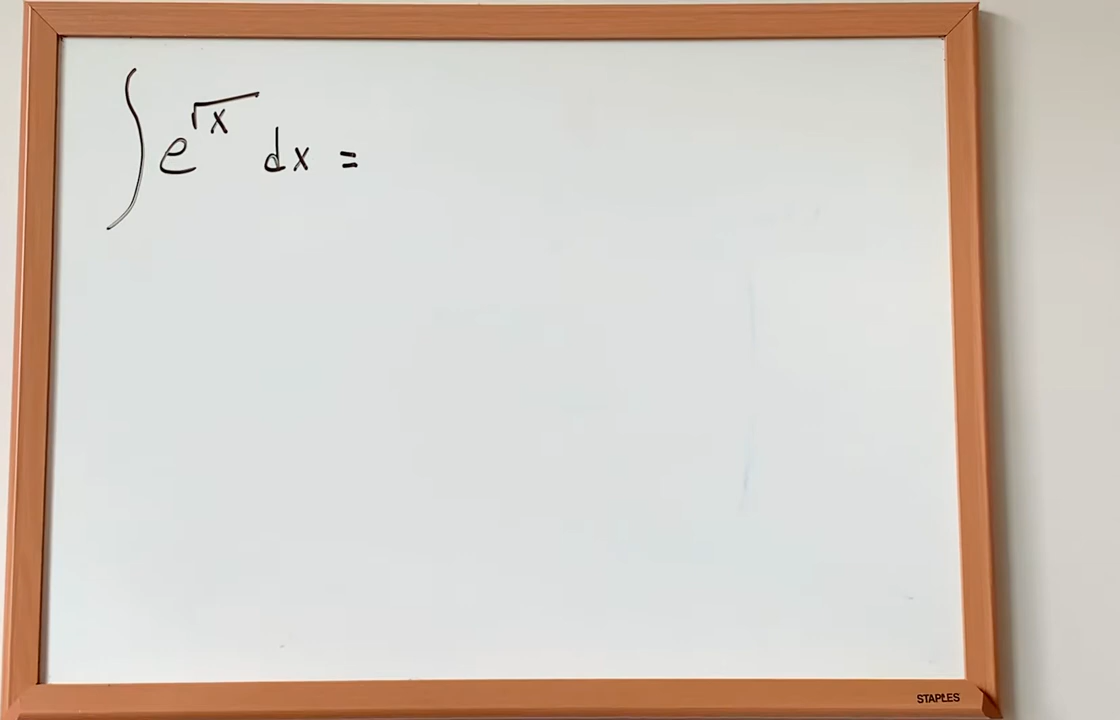 ∫ e^√x dx =
STAPLES